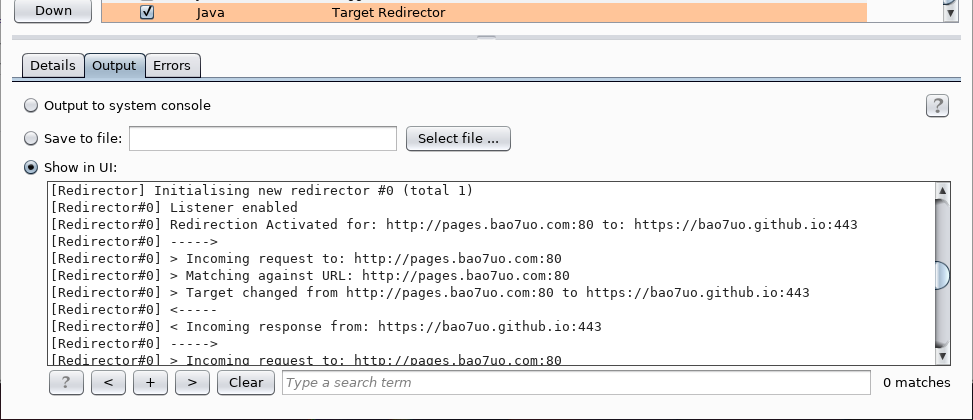 Down
Java Target Redirector
Details Output Errors
Output to system console
?
Save to file: Select file ...
Show in UI:
[Redirector] Initialising new redirector #0 (total 1)
[Redirector#0] Listener enabled
[Redirector#0] Redirection Activated for: http://pages.bao7uo.com:80 to: https://bao7uo.github.io:443
[Redirector#0] ----->
[Redirector#0] > Incoming request to: http://pages.bao7uo.com:80
[Redirector#0] > Matching against URL: http://pages.bao7uo.com:80
[Redirector#0] > Target changed from http://pages.bao7uo.com:80 to https://bao7uo.github.io:443
[Redirector#0] <-----
[Redirector#0] < Incoming response from: https://bao7uo.github.io:443
[Redirector#0] ----->
[Redirector#0] > Incoming request to: http://pages.bao7uo.com:80
? < + > Clear Type a search term 0 matches